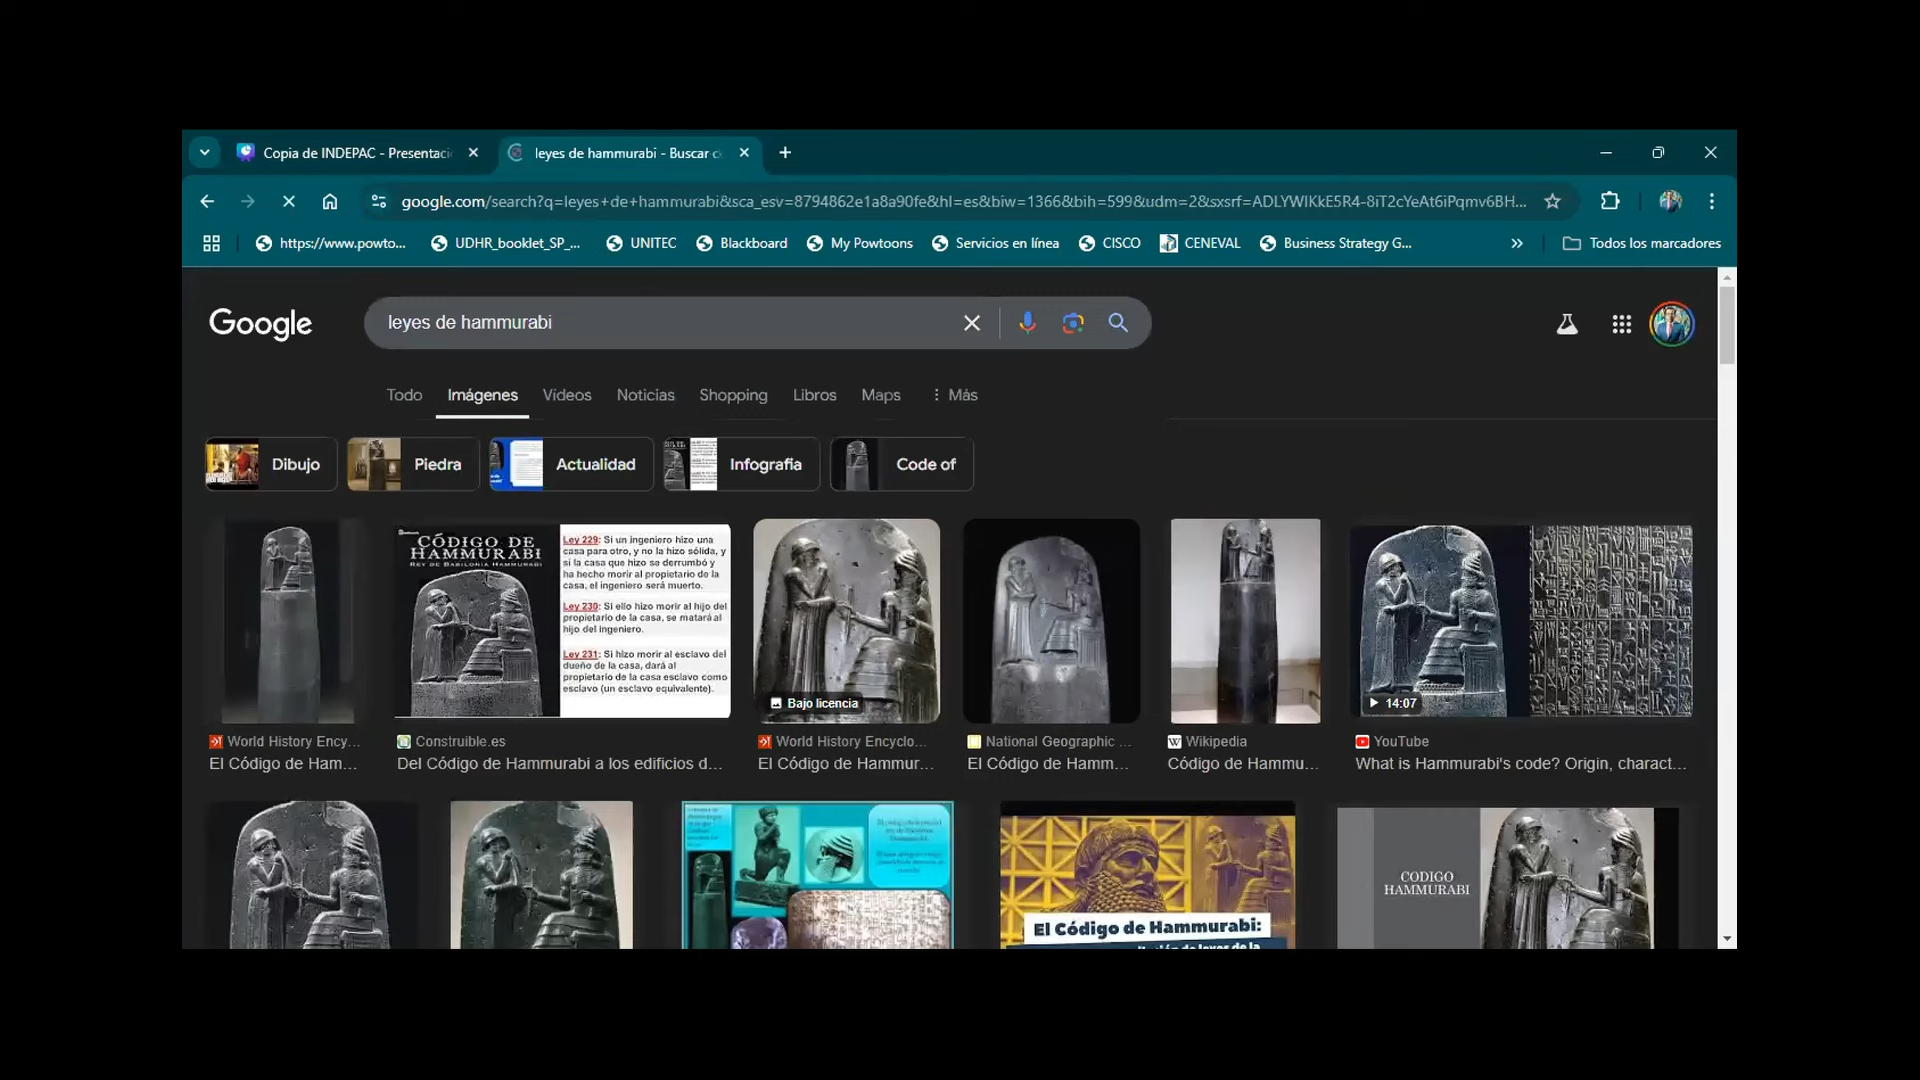 Copia de INDEPAC - Presentaci
leyes de hammurabi - Buscar c
google.com/search?q=leyes+de+hammurabi&sca_esv=8794862e1a8a90fe&hl=es&biw=1366&bih=599&udm=2&sxsrf=ADLYWIKkE5R4-8iT2cYeAt6iPqmv6BH...
https://www.powto...
UDHR_booklet_SP_...
UNITEC
Blackboard
My Powtoons
Servicios en línea
CISCO
CENEVAL
Business Strategy G...
»
Todos los marcadores
Google
leyes de hammurabi
Todo
Imágenes
Videos
Noticias
Shopping
Libros
Maps
Más
Dibujo
Piedra
Actualidad
Infografia
Code of
CÓDIGO DE
HAMMURABI
REY DE BABILONIA HAMMURABI
Ley 229: Si un ingeniero hizo una
casa para otro, y no la hizo sólida, y
si la casa que hizo se derrumbó y
ha hecho morir al propietario de la
casa, el ingeniero será muerto.
Ley 230: Si ello hizo morir al hijo del
propietario de la casa, se matará al
hijo del ingeniero.
Ley 231: Si hizo morir al esclavo del
dueño de la casa, dará al
propietario de la casa esclavo como
esclavo (un esclavo equivalente).
Bajo licencia
14:07
World History Ency...
El Código de Ham...
Construible.es
Del Código de Hammurabi a los edificios d...
World History Encyclo...
El Código de Hammur...
National Geographic ...
El Código de Hamm...
Wikipedia
Código de Hammu...
YouTube
What is Hammurabi's code? Origin, charact...
El Código de Hammurabi:
CODIGO
HAMMURABI